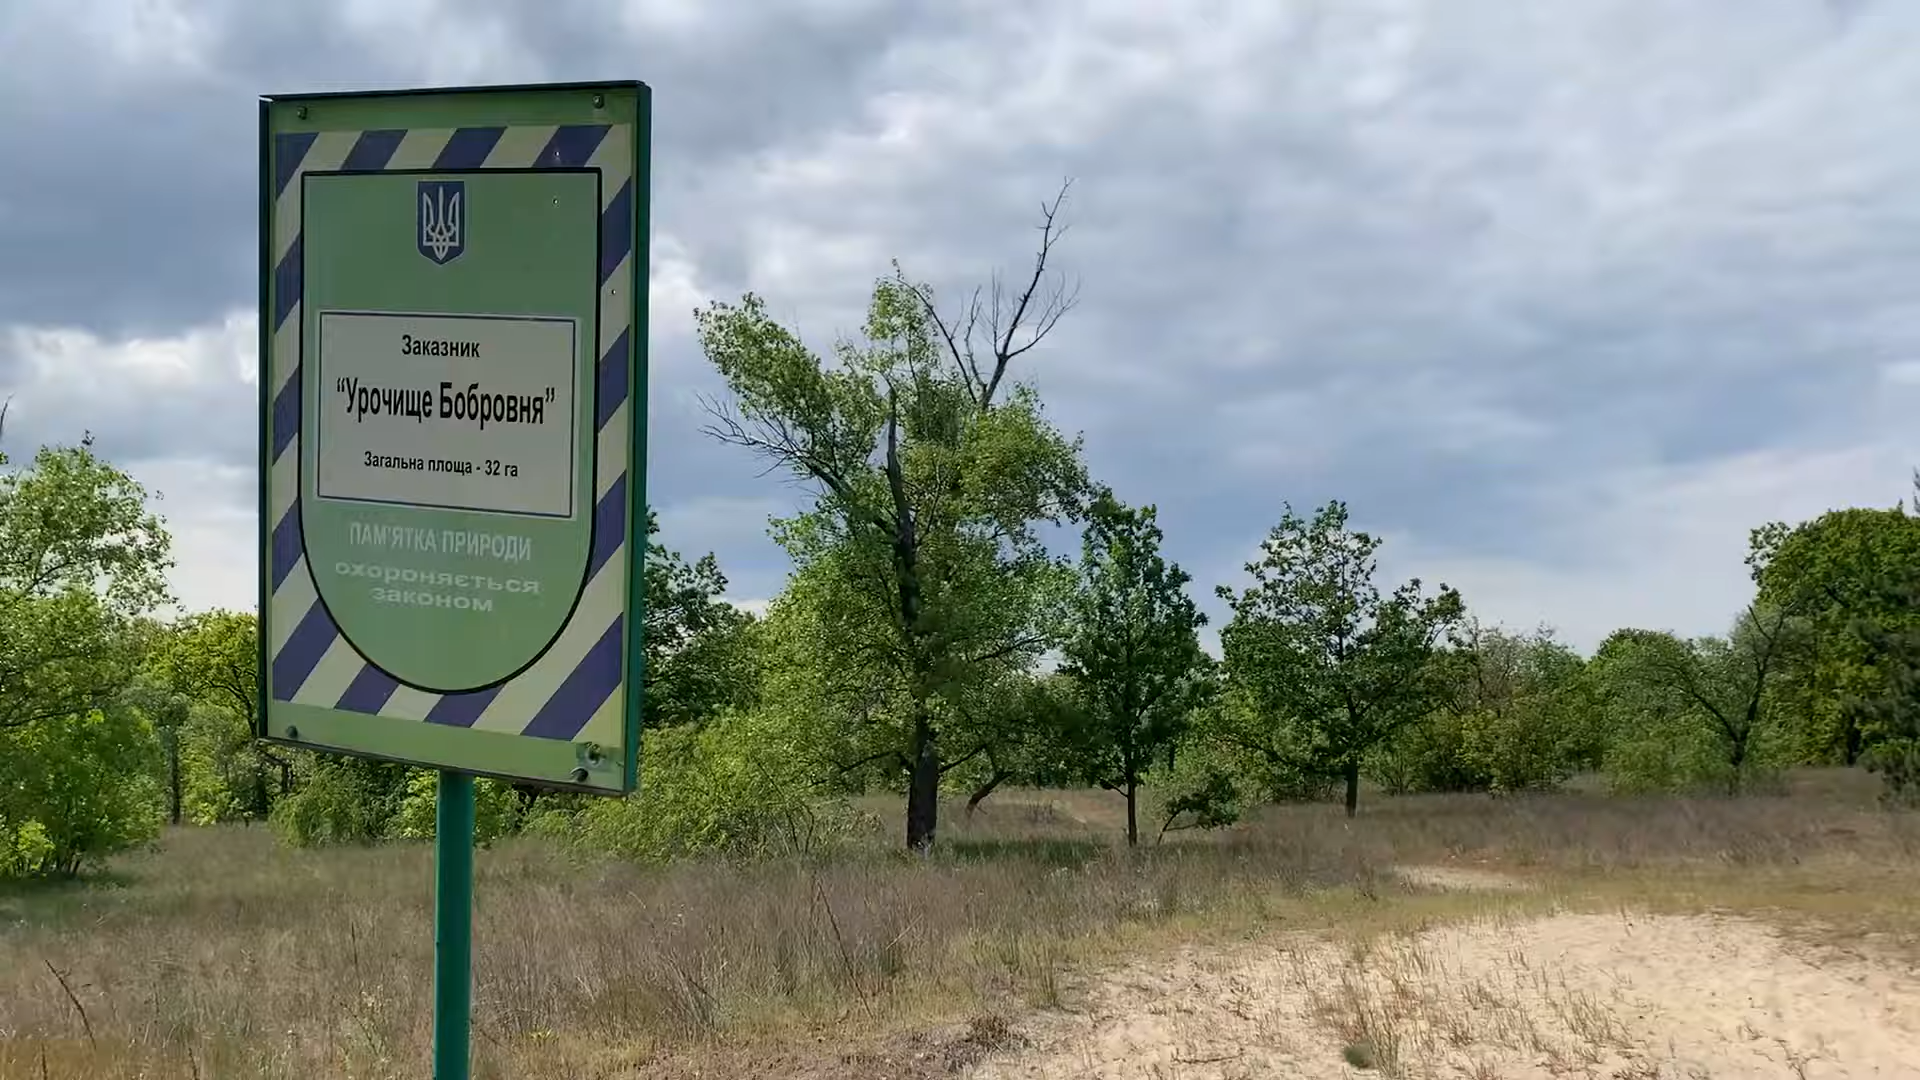 Заказник
“Урочище Бобровня”
Загальна площа - 32 га
ПАМ'ЯТКА ПРИРОДИ
охороняється
законом